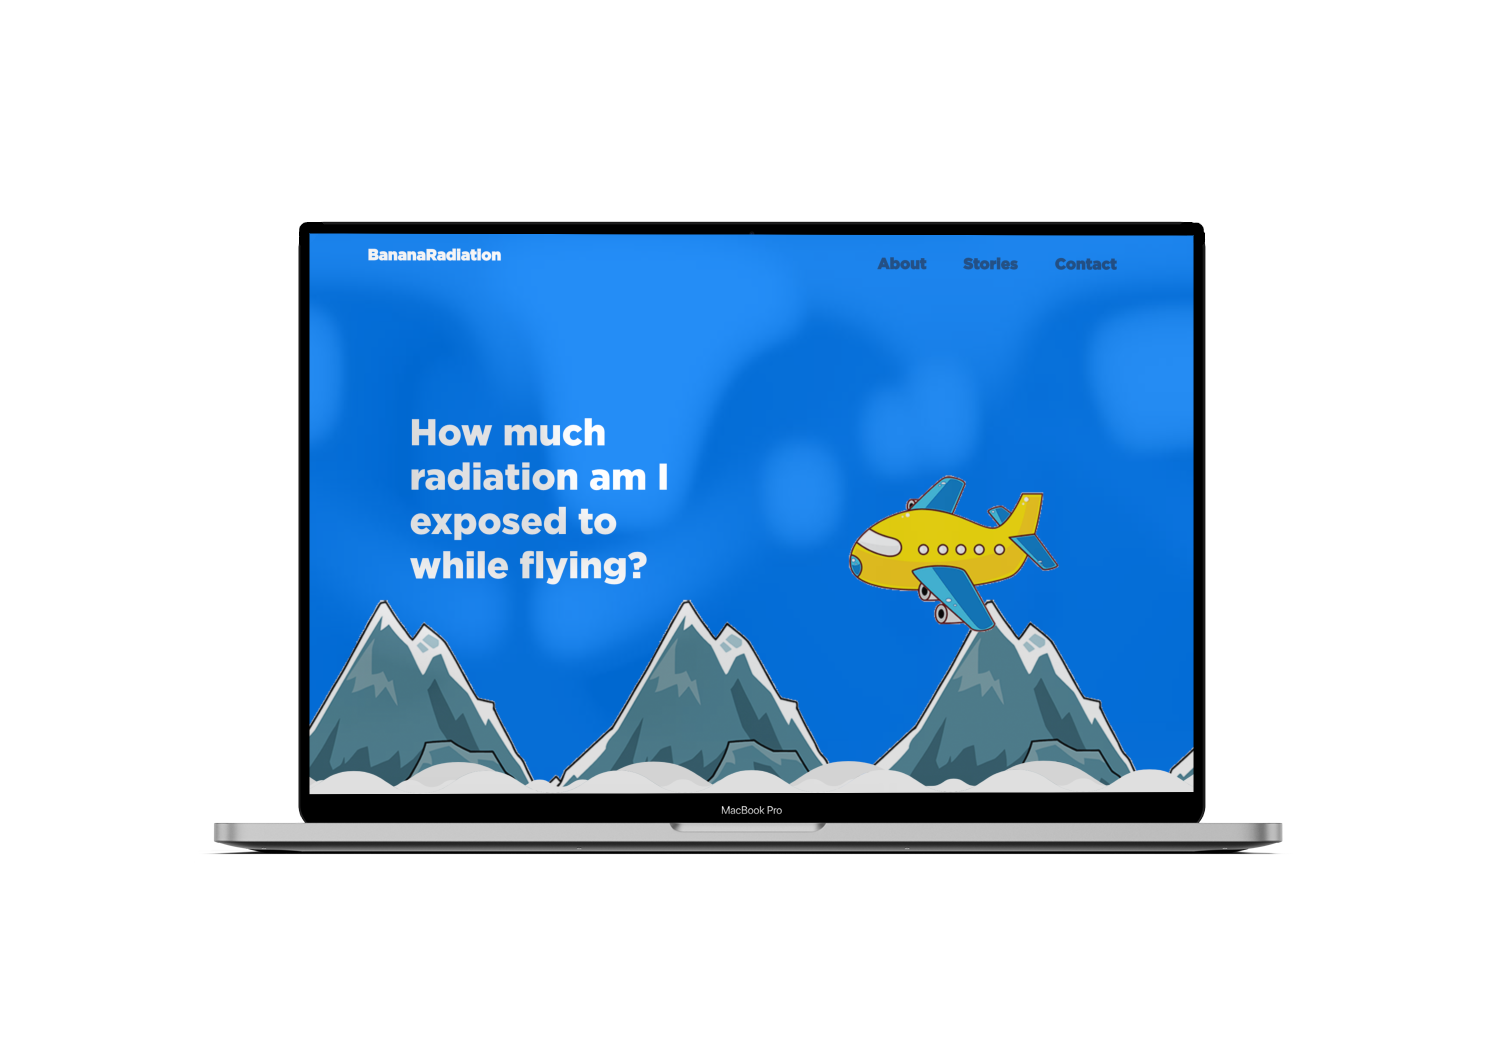 BananaRadiation
About Stories Contact
How much
radiation am I
exposed to
while flying?
MacBook Pro